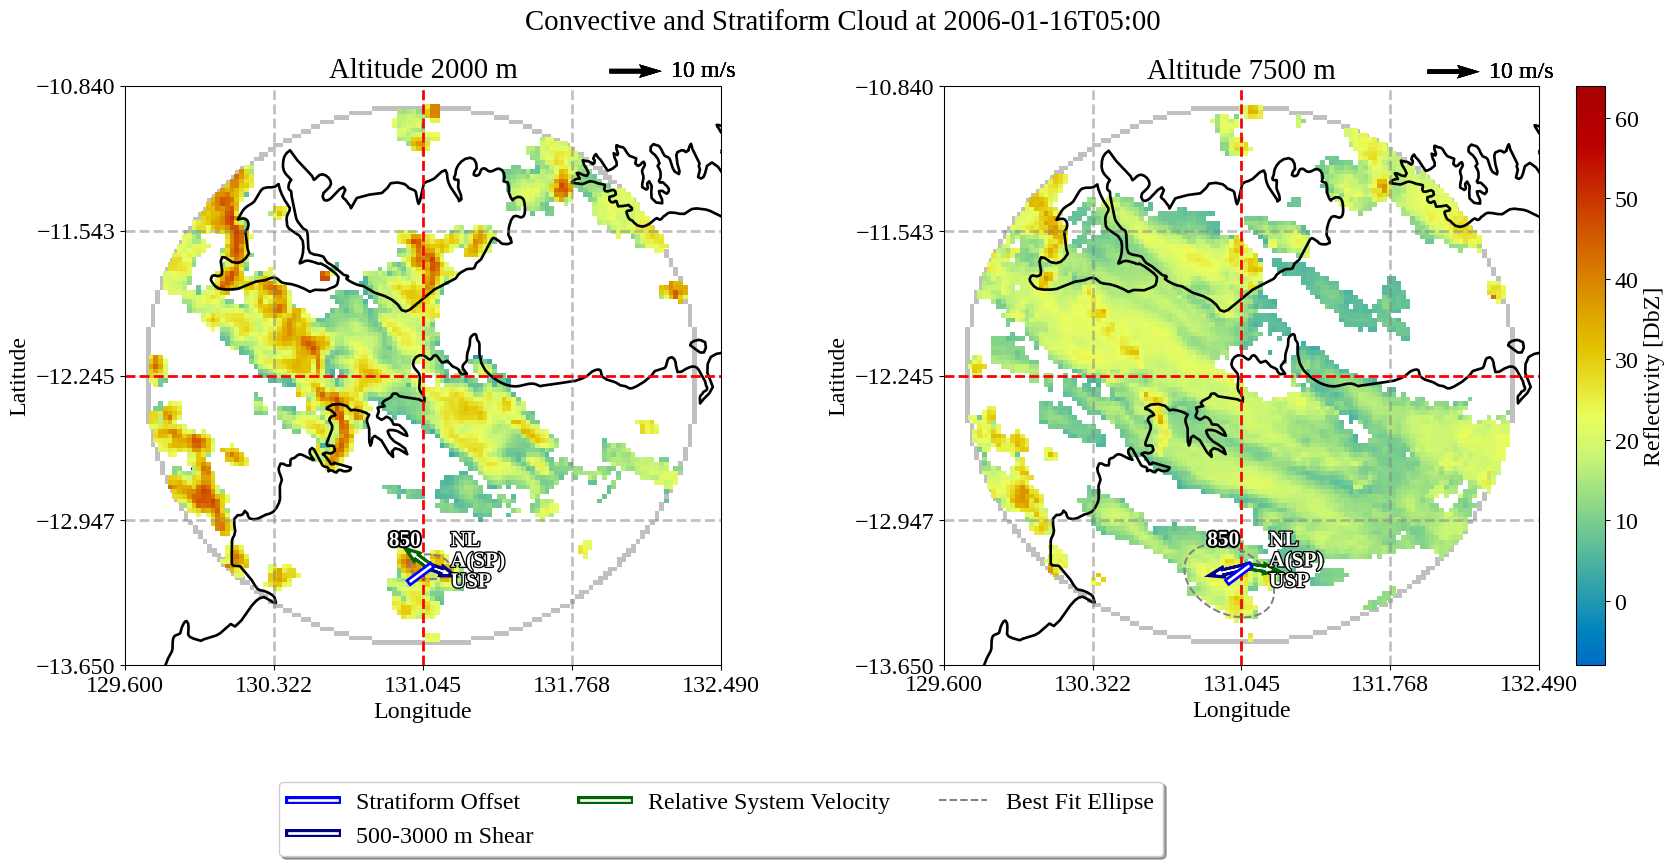 Convective and Stratiform Cloud at 2006-01-16T05:00
Altitude 2000 m
10 m/s
−10.840
−11.543
−12.245
−12.947
−13.650
Latitude
850
NL
A(SP)
USP
129.600
130.322
131.045
131.768
132.490
Longitude
Altitude 7500 m
10 m/s
−10.840
−11.543
−12.245
−12.947
−13.650
Latitude
850
NL
A(SP)
USP
129.600
130.322
131.045
131.768
132.490
Longitude
60
50
40
30
20
10
0
Reflectivity [DbZ]
Stratiform Offset
500-3000 m Shear
Relative System Velocity
Best Fit Ellipse